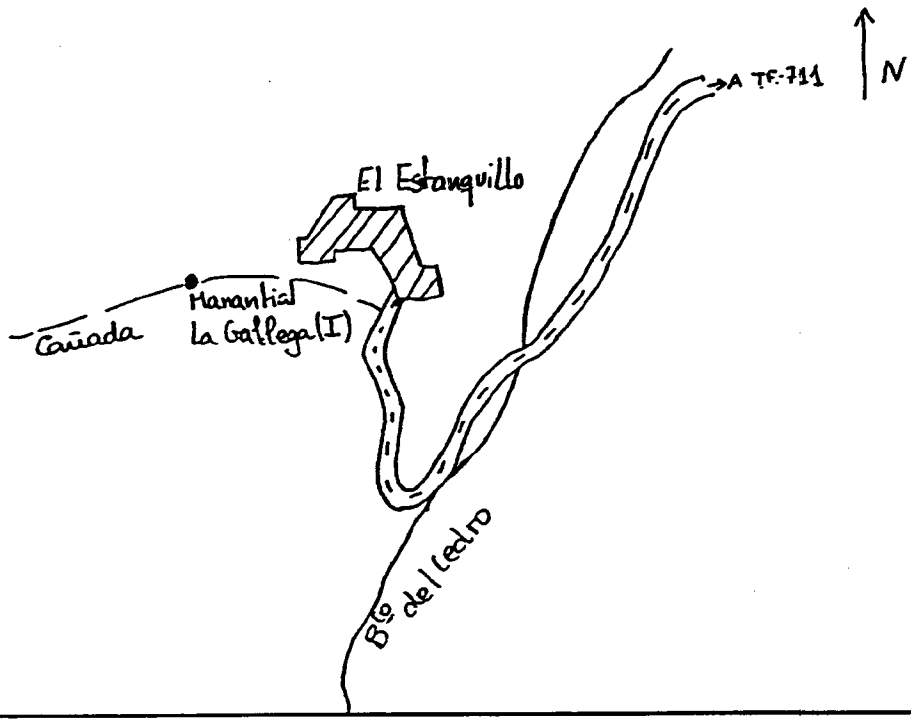 →A TF-711
N
El Estanquillo
Manantial
La Gallega (I)
Cañada
Bco del Cedro